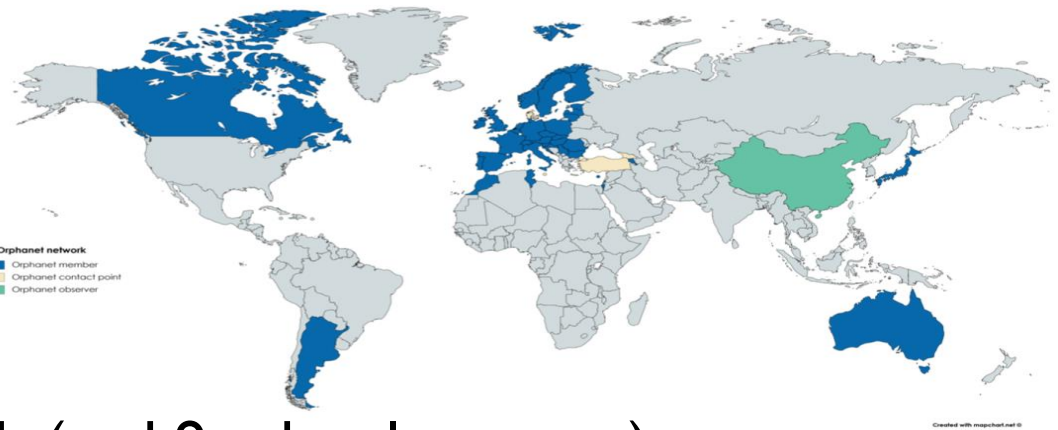 Orphanet network
Orphanet member
Orphanet contact point
Orphanet observer
Created with mapchart.net ©